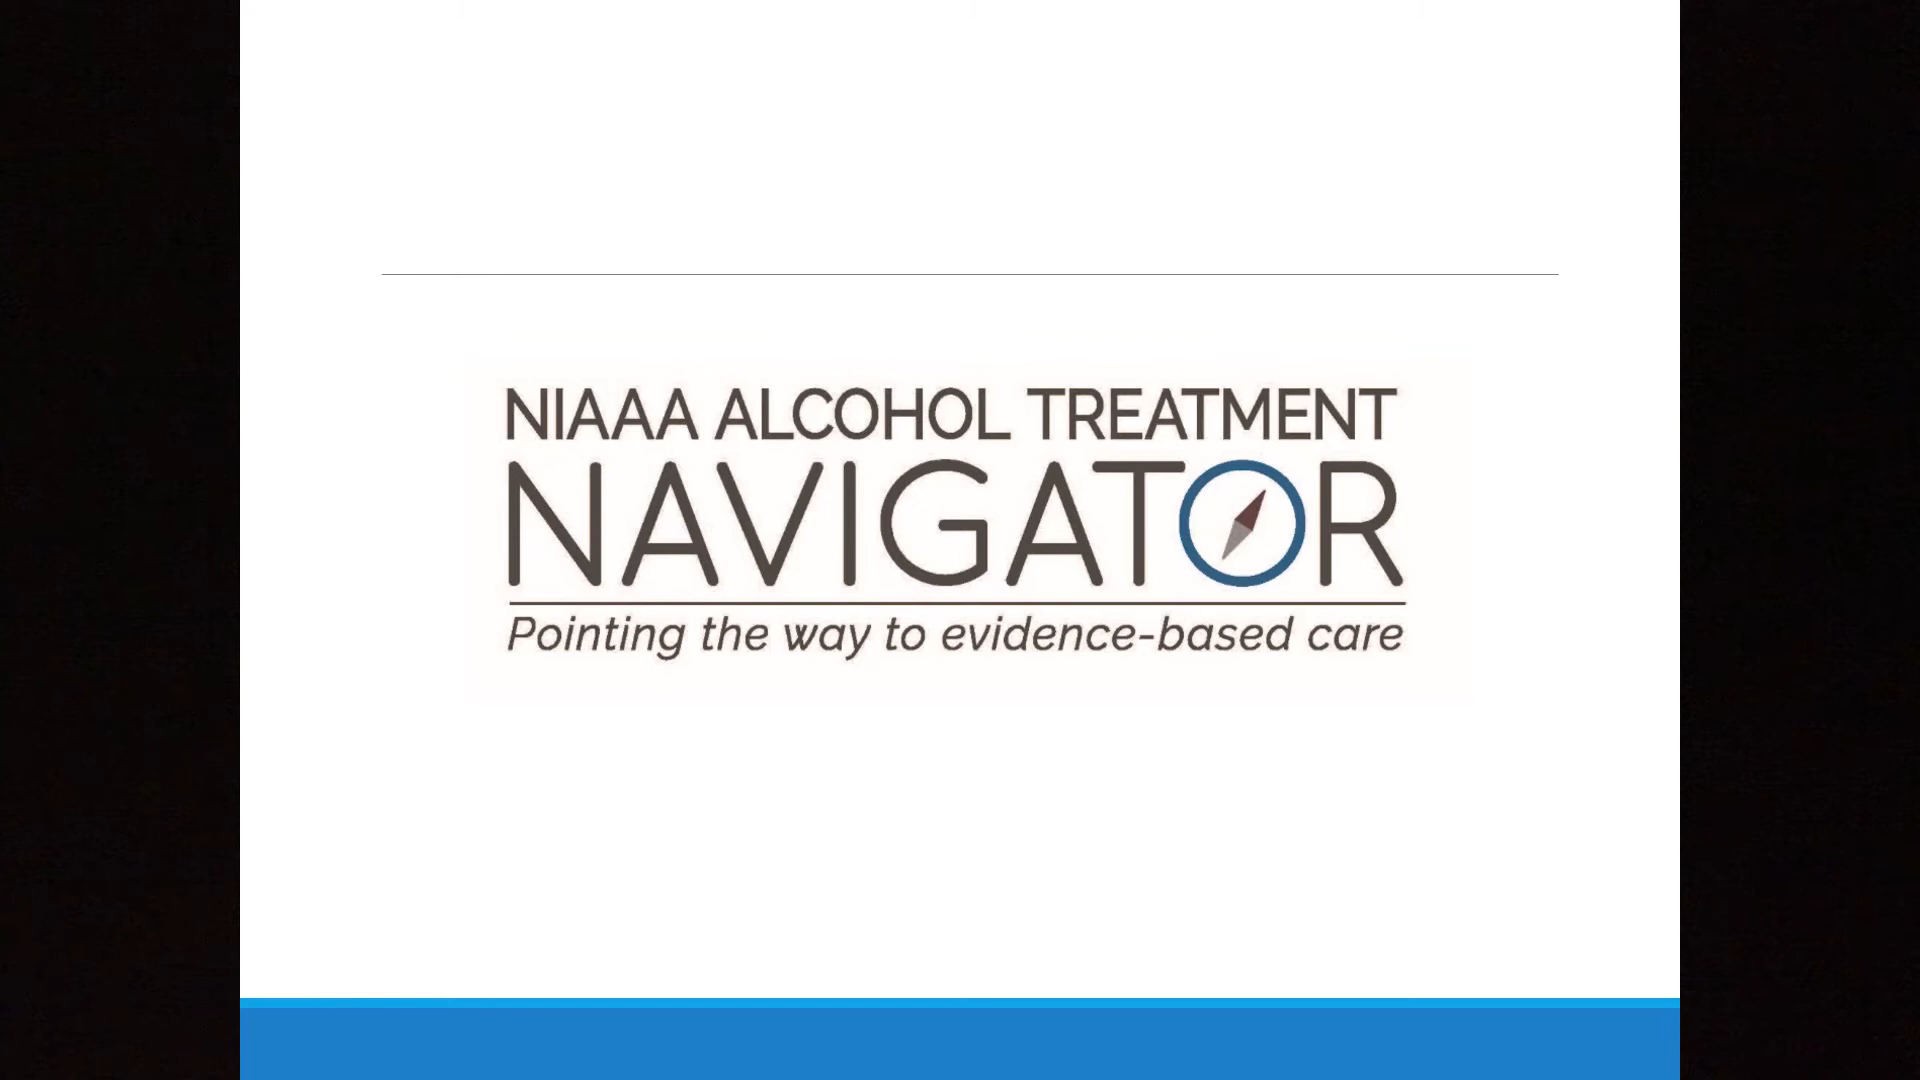 NIAAA ALCOHOL TREATMENT
NAVIGATOR
Pointing the way to evidence-based care